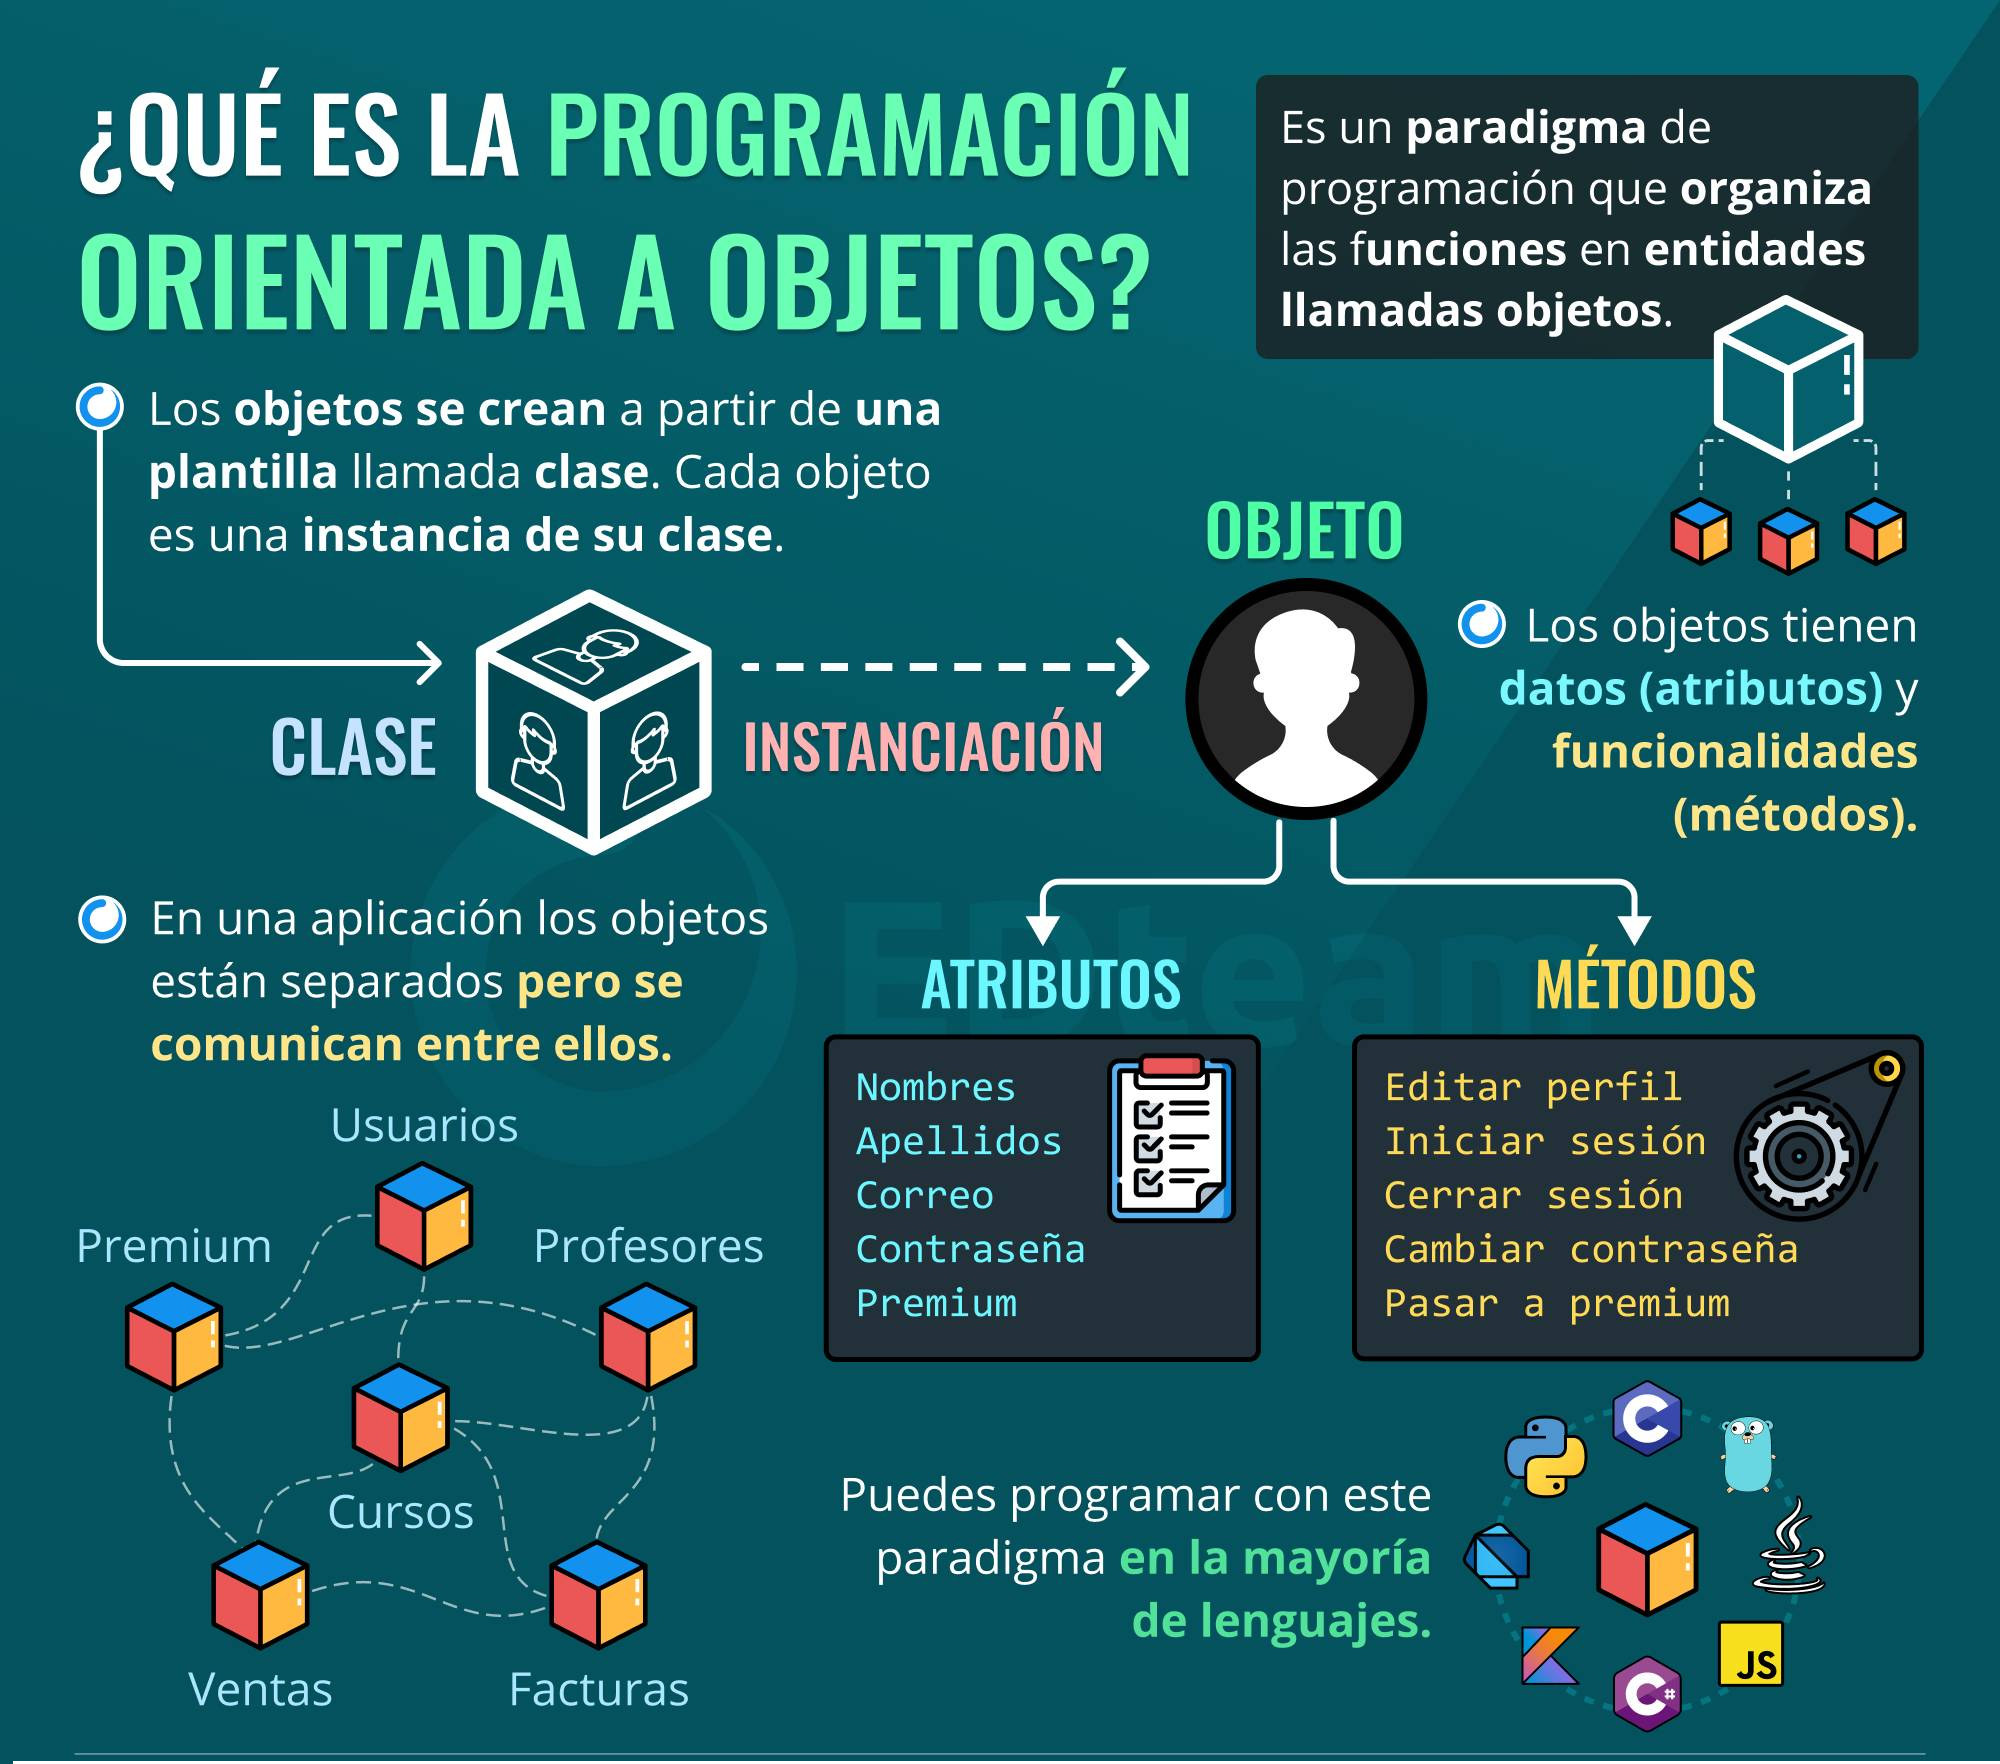 ¿QUÉ ES LA PROGRAMACIÓN
ORIENTADA A OBJETOS?
Es un paradigma de
programación que organiza
las funciones en entidades
llamadas objetos.
Los objetos se crean a partir de una
plantilla llamada clase. Cada objeto
es una instancia de su clase.
CLASE
INSTANCIACIÓN
OBJETO
Los objetos tienen
datos (atributos) y
funcionalidades
(métodos).
En una aplicación los objetos
están separados pero se
comunican entre ellos.
Usuarios
Premium
Profesores
Cursos
Ventas
Facturas
EDteam
ATRIBUTOS
Nombres
Apellidos
Correo
Contraseña
Premium
MÉTODOS
Editar perfil
Iniciar sesión
Cerrar sesión
Cambiar contraseña
Pasar a premium
Puedes programar con este
paradigma en la mayoría
de lenguajes.
C
JS
C#